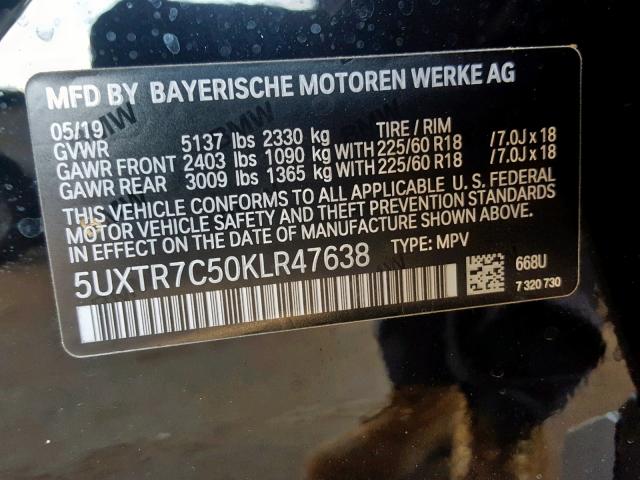 MFD BY BAYERISCHE MOTOREN WERKE AG
05/19 TIRE / RIM
GVWR 5137 lbs 2330 kg
GAWR FRONT 2403 lbs 1090 kg WITH 225/60 R18 /7.0J x 18
GAWR REAR 3009 lbs 1365 kg WITH 225/60 R18 /7.0J x 18
THIS VEHICLE CONFORMS TO ALL APPLICABLE U. S. FEDERAL
MOTOR VEHICLE SAFETY AND THEFT PREVENTION STANDARDS
IN EFFECT ON THE DATE OF MANUFACTURE SHOWN ABOVE.
5UXTR7C50KLR47638 TYPE: MPV
668U
7 320 730